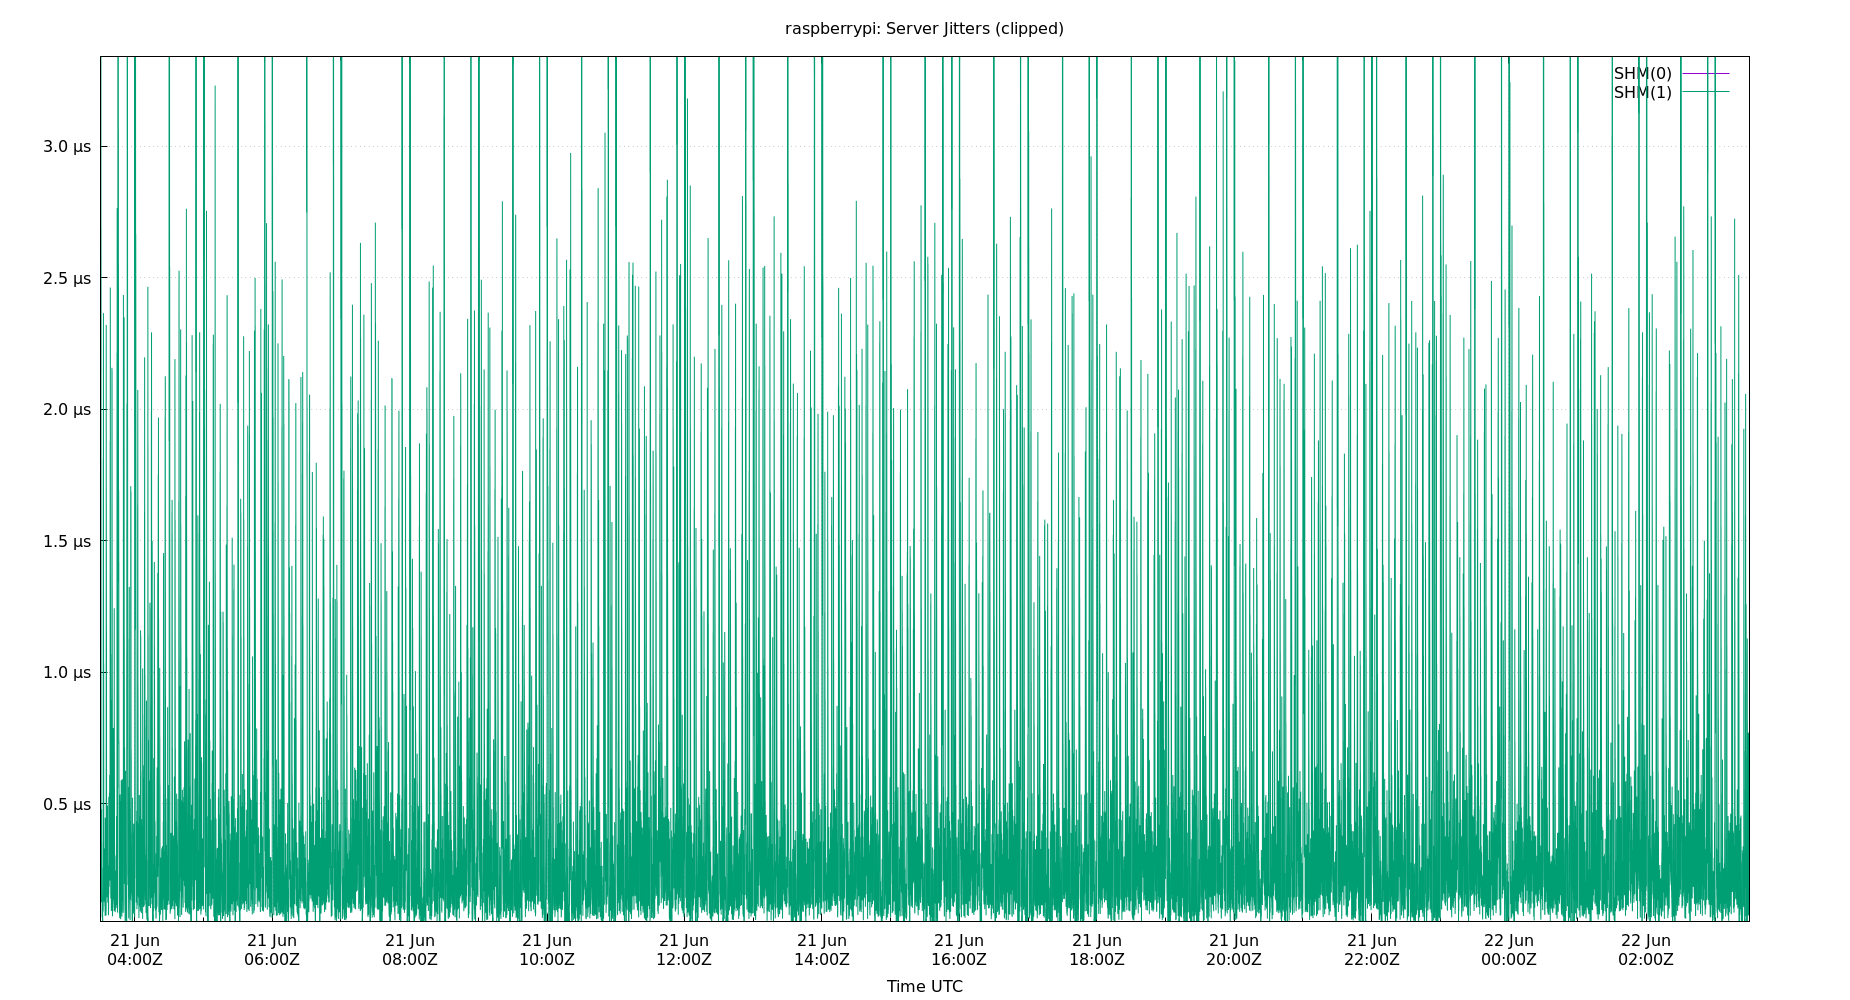 raspberrypi: Server Jitters (clipped)
SHM(0)
SHM(1)
3.0 µs
2.5 µs
2.0 µs
1.5 µs
1.0 µs
0.5 µs
21 Jun 21 Jun 21 Jun 21 Jun 21 Jun 21 Jun 21 Jun 21 Jun 21 Jun 21 Jun 22 Jun 22 Jun
04:00Z 06:00Z 08:00Z 10:00Z 12:00Z 14:00Z 16:00Z 18:00Z 20:00Z 22:00Z 00:00Z 02:00Z
Time UTC